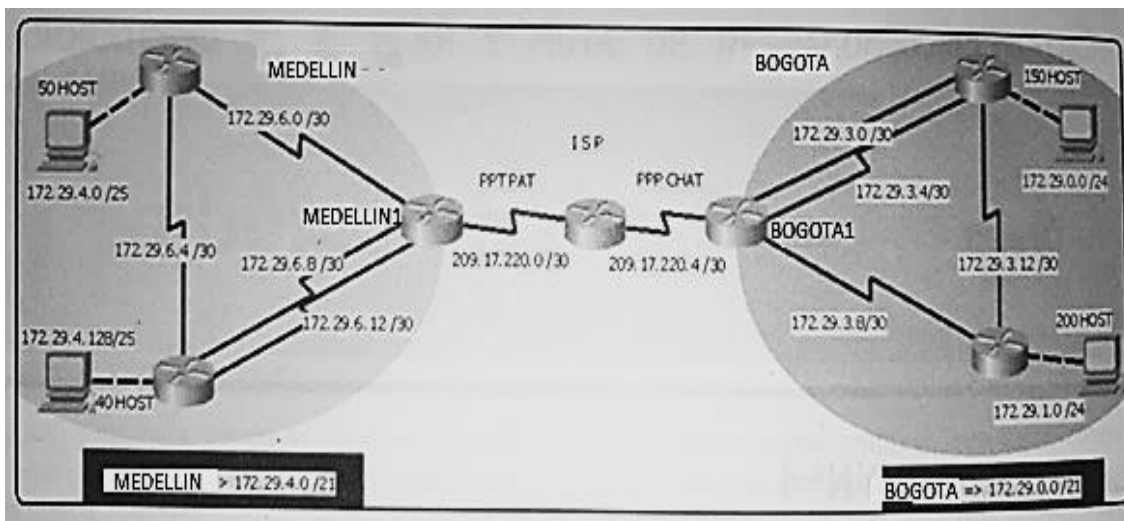 MEDELLIN
BOGOTA
50 HOST
150 HOST
172.29.6.0 /30
172.29.3.0 /30
I S P
172.29.4.0 /25
PPTPAT
PPP CHAT
172.29.3.4/30
172.29.0.0 /24
MEDELLIN1
BOGOTA1
172.29.6.4 /30
172.29.6.8 /30
209.17.220.0 /30
209.17.220.4 /30
172.29.3.12 /30
172.29.6.12 /30
172.29.3.8/30
200 HOST
172.29.4.128/25
40 HOST
172.29.1.0 /24
MEDELLIN > 172.29.4.0 /21
BOGOTA => 172.29.0.0 /21